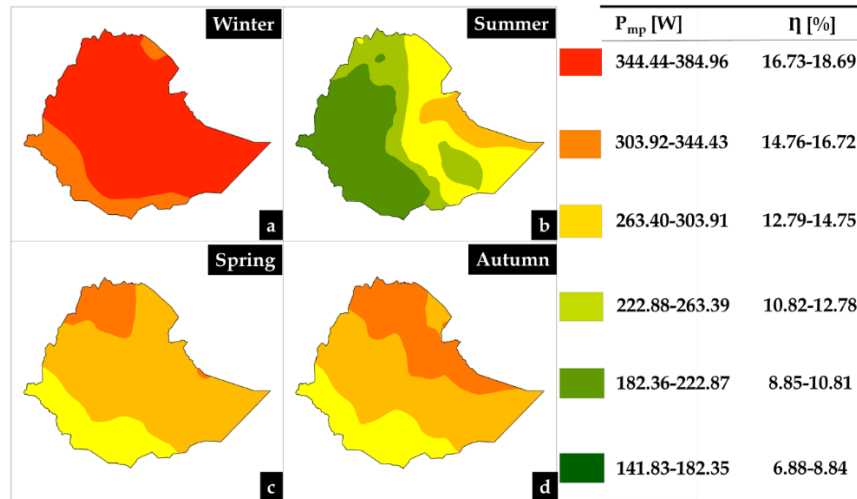 Winter
Summer
a
b
Spring
Autumn
c
d
P_mp [W] η [%]
344.44-384.96 16.73-18.69
303.92-344.43 14.76-16.72
263.40-303.91 12.79-14.75
222.88-263.39 10.82-12.78
182.36-222.87 8.85-10.81
141.83-182.35 6.88-8.84